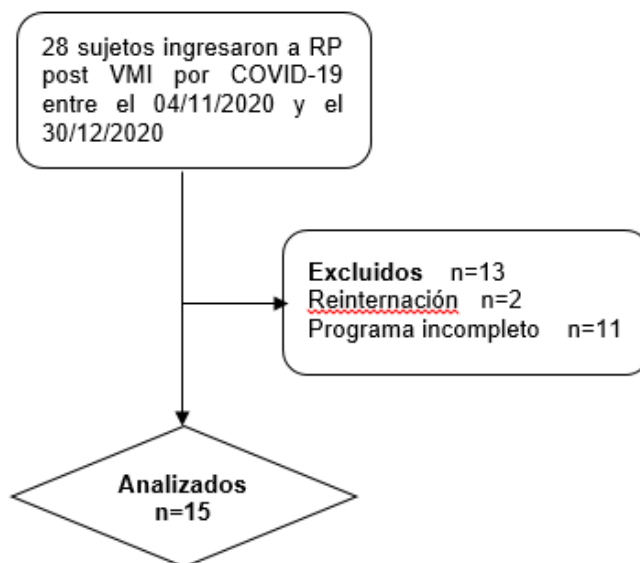 28 sujetos ingresaron a RP
post VMI por COVID-19
entre el 04/11/2020 y el
30/12/2020
Excluidos n=13
Reinternación n=2
Programa incompleto n=11
Analizados
n=15